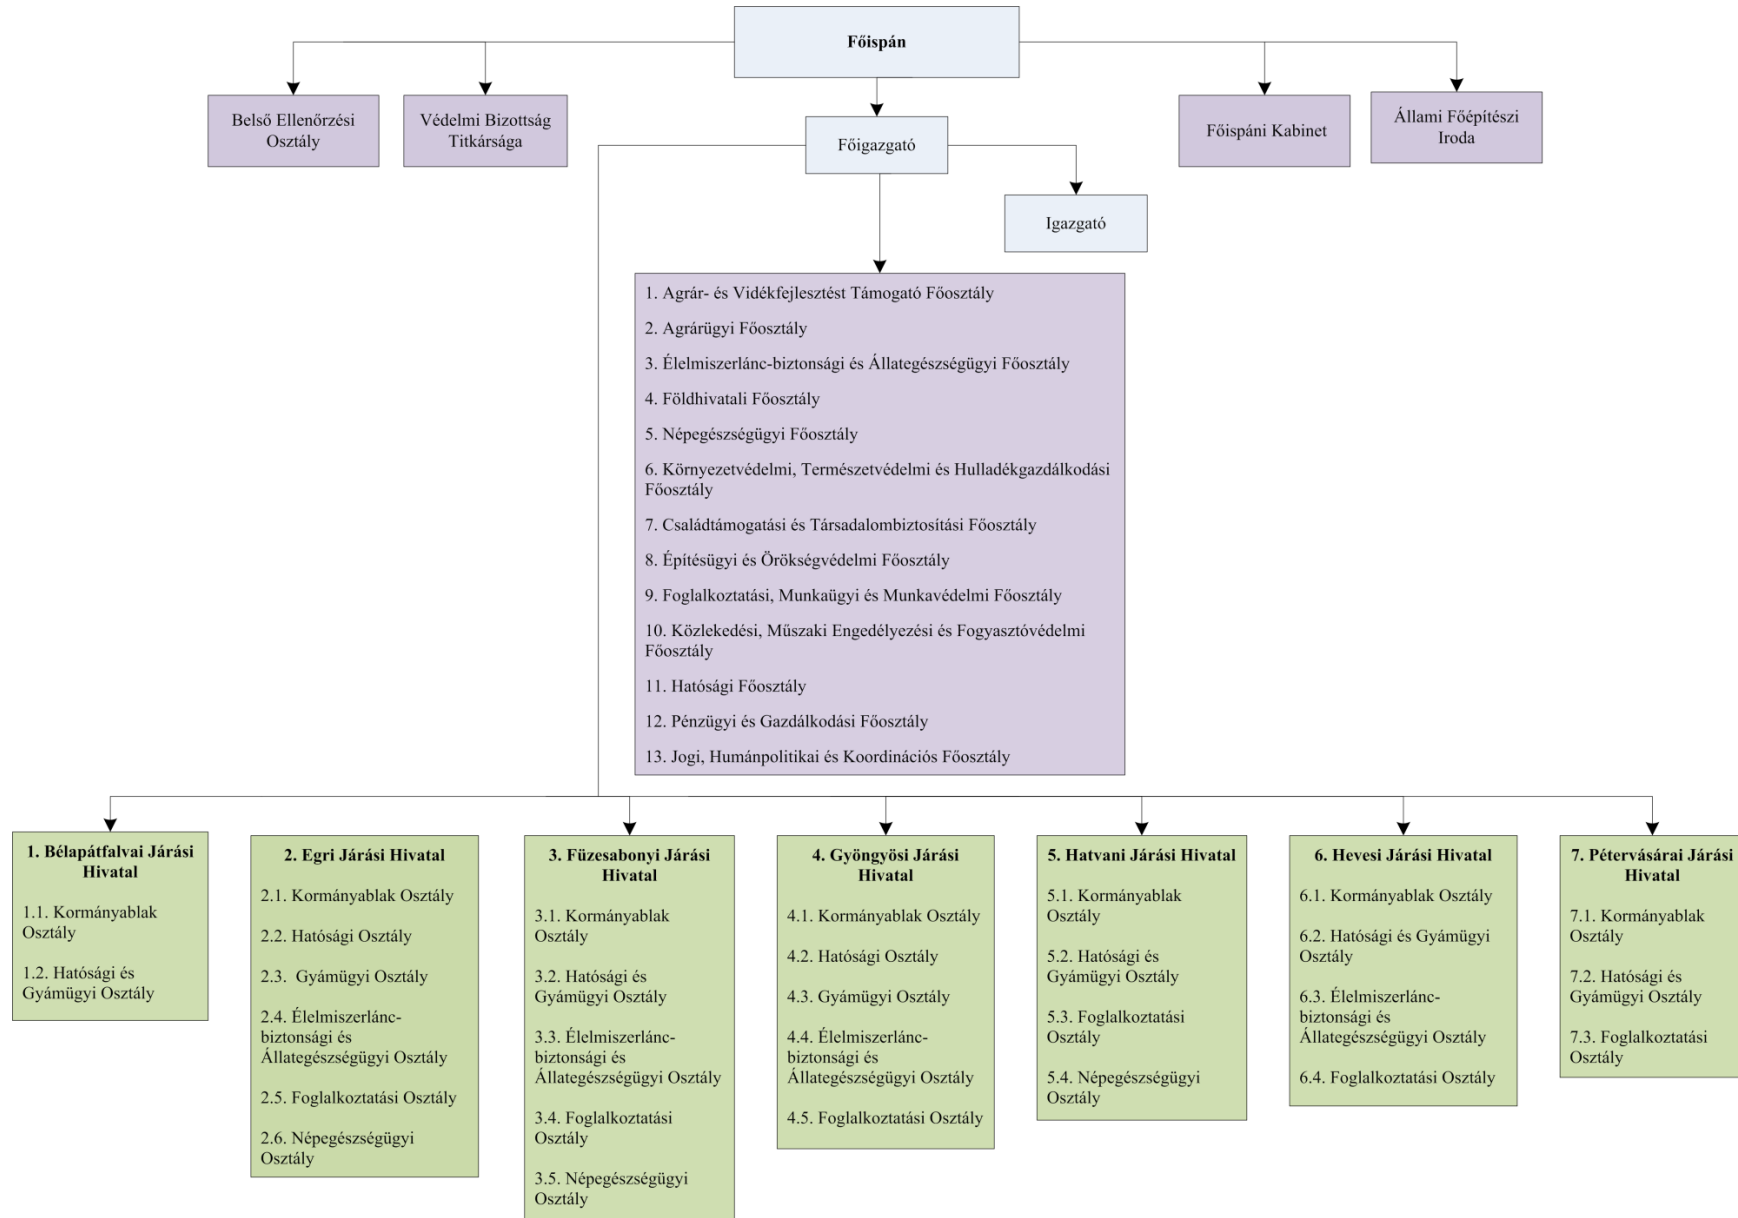 Főispán
Belső Ellenőrzési
Osztály
Védelmi Bizottság
Titkársága
Főispáni Kabinet
Állami Főépítészi
Iroda
Főigazgató
Igazgató
1. Agrár- és Vidékfejlesztést Támogató Főosztály
2. Agrárügyi Főosztály
3. Élelmiszerlánc-biztonsági és Állategészségügyi Főosztály
4. Földhivatali Főosztály
5. Népegészségügyi Főosztály
6. Környezetvédelmi, Természetvédelmi és Hulladékgazdálkodási
Főosztály
7. Családtámogatási és Társadalombiztosítási Főosztály
8. Építésügyi és Örökségvédelmi Főosztály
9. Foglalkoztatási, Munkaügyi és Munkavédelmi Főosztály
10. Közlekedési, Műszaki Engedélyezési és Fogyasztóvédelmi
Főosztály
11. Hatósági Főosztály
12. Pénzügyi és Gazdálkodási Főosztály
13. Jogi, Humánpolitikai és Koordinációs Főosztály
1. Bélapátfalvai Járási
Hivatal
1.1. Kormányablak
Osztály
1.2. Hatósági és
Gyámügyi Osztály
2. Egri Járási Hivatal
2.1. Kormányablak Osztály
2.2. Hatósági Osztály
2.3.  Gyámügyi Osztály
2.4. Élelmiszerlánc-
biztonsági és
Állategészségügyi Osztály
2.5. Foglalkoztatási Osztály
2.6. Népegészségügyi
Osztály
3. Füzesabonyi Járási
Hivatal
3.1. Kormányablak
Osztály
3.2. Hatósági és
Gyámügyi Osztály
3.3. Élelmiszerlánc-
biztonsági és
Állategészségügyi Osztály
3.4. Foglalkoztatási
Osztály
3.5. Népegészségügyi
Osztály
4. Gyöngyösi Járási
Hivatal
4.1. Kormányablak Osztály
4.2. Hatósági Osztály
4.3. Gyámügyi Osztály
4.4. Élelmiszerlánc-
biztonsági és
Állategészségügyi Osztály
4.5. Foglalkoztatási Osztály
5. Hatvani Járási Hivatal
5.1. Kormányablak
Osztály
5.2. Hatósági és
Gyámügyi Osztály
5.3. Foglalkoztatási
Osztály
5.4. Népegészségügyi
Osztály
6. Hevesi Járási Hivatal
6.1. Kormányablak Osztály
6.2. Hatósági és Gyámügyi
Osztály
6.3. Élelmiszerlánc-
biztonsági és
Állategészségügyi Osztály
6.4. Foglalkoztatási Osztály
7. Pétervásárai Járási
Hivatal
7.1. Kormányablak
Osztály
7.2. Hatósági és
Gyámügyi Osztály
7.3. Foglalkoztatási
Osztály